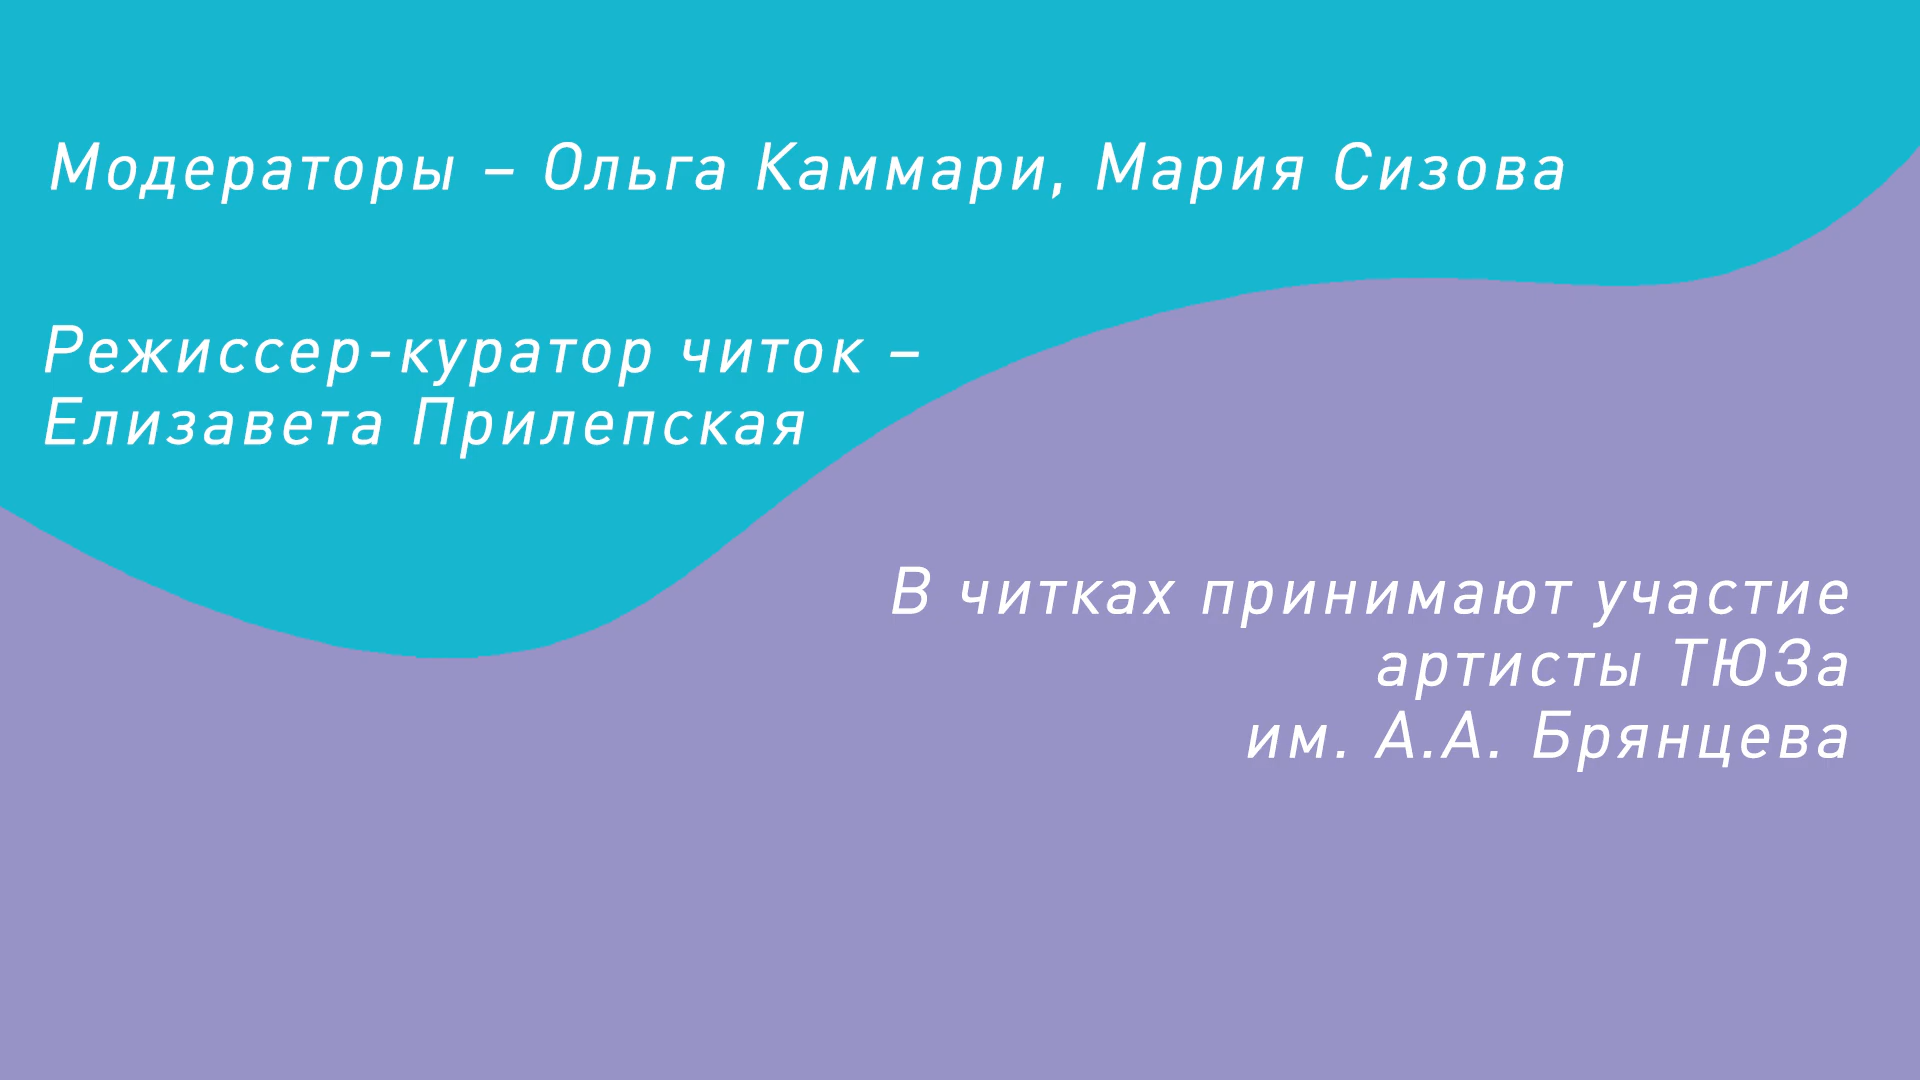 Модераторы – Ольга Каммари, Мария Сизова
Режиссер-куратор читок –
Елизавета Прилепская
В читках принимают участие
артисты ТЮЗа
им. А.А. Брянцева